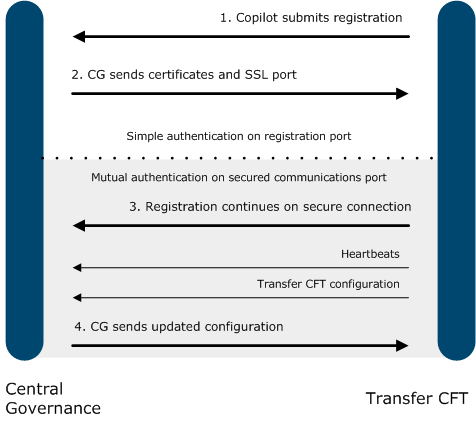 1. Copilot submits registration
2. CG sends certificates and SSL port
Simple authentication on registration port
Mutual authentication on secured communications port
3. Registration continues on secure connection
Heartbeats
Transfer CFT configuration
4. CG sends updated configuration
Central
Governance
Transfer CFT